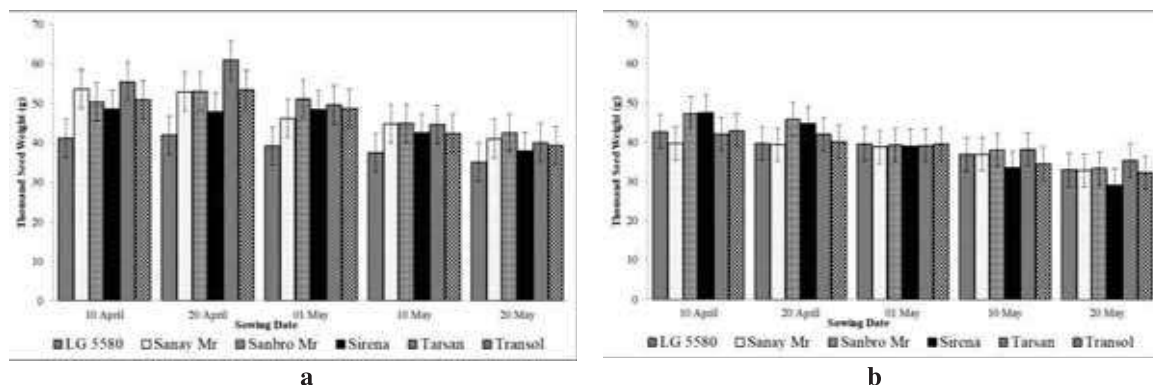 70
60
50
40
30
20
10
0
Thousand Seed Weight (g)
10 April 20 April 01 May 10 May 20 May
Sowing Date
LG 5580 Sanay Mr Sanbro Mr Sirena Tarsan Transol
a
70
60
50
40
30
20
10
0
Thousand Seed Weight (g)
10 April 20 April 01 May 10 May 20 May
Sowing Date
LG 5580 Sanay Mr Sanbro Mr Sirena Tarsan Transol
b